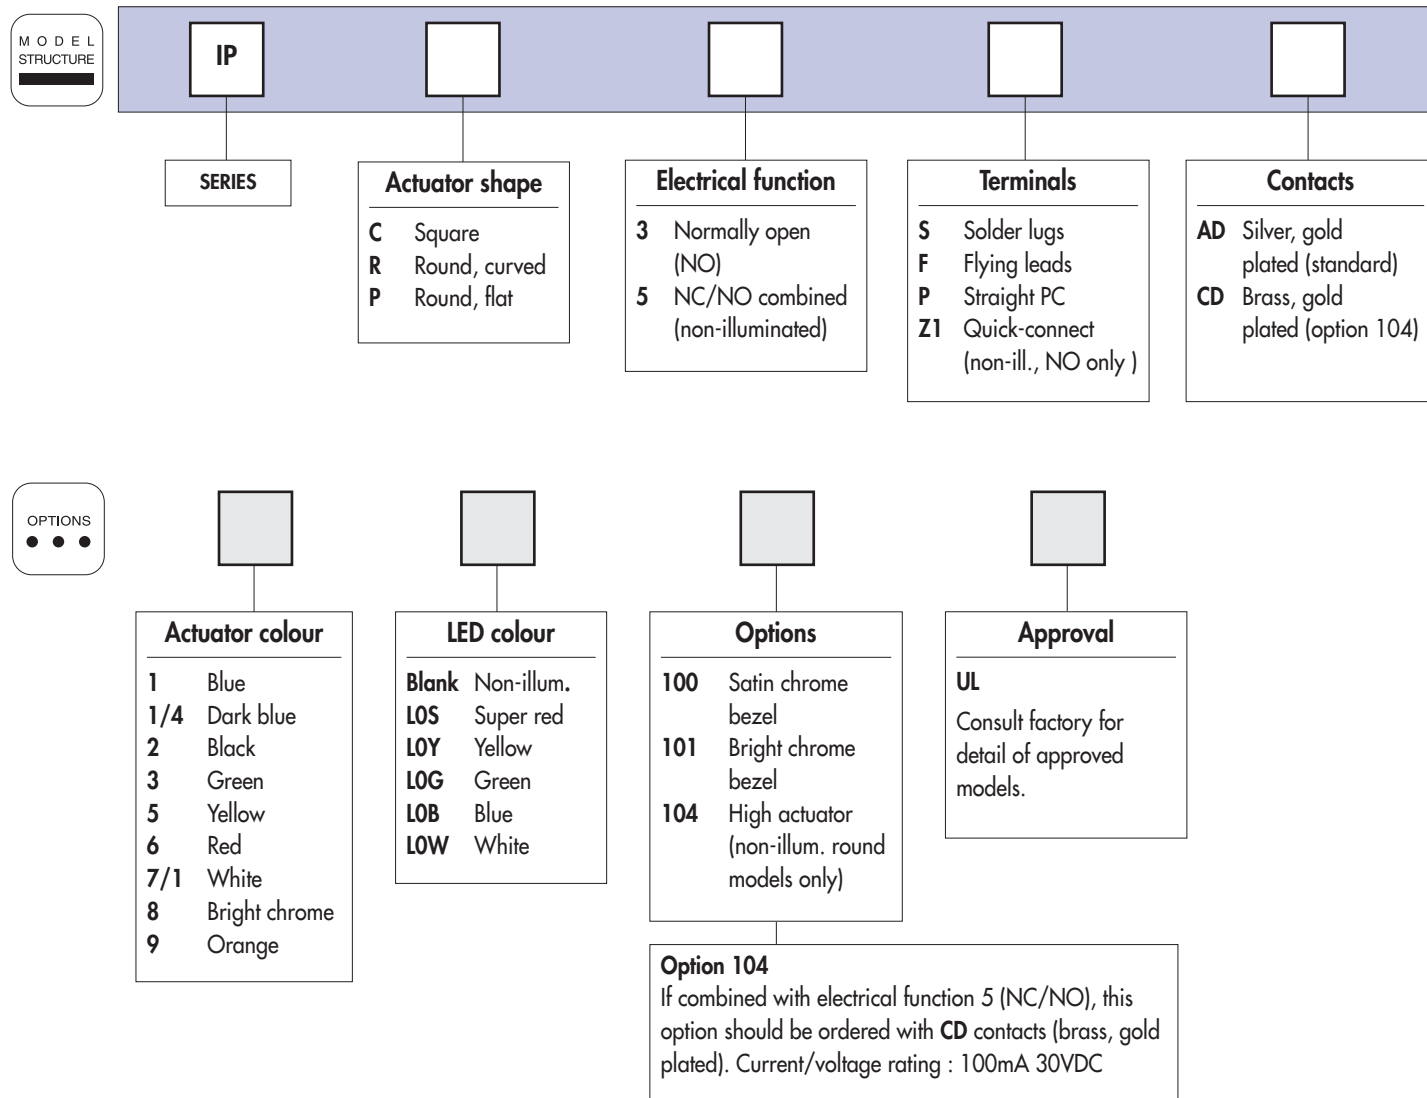 MODEL
STRUCTURE
IP
SERIES
Actuator shape
C Square
R Round, curved
P Round, flat
Electrical function
3 Normally open
(NO)
5 NC/NO combined
(non-illuminated)
Terminals
S Solder lugs
F Flying leads
P Straight PC
Z1 Quick-connect
(non-ill., NO only )
Contacts
AD Silver, gold
plated (standard)
CD Brass, gold
plated (option 104)
OPTIONS
Actuator colour
1 Blue
1/4 Dark blue
2 Black
3 Green
5 Yellow
6 Red
7/1 White
8 Bright chrome
9 Orange
LED colour
Blank Non-illum.
L0S Super red
L0Y Yellow
L0G Green
L0B Blue
L0W White
Options
100 Satin chrome
bezel
101 Bright chrome
bezel
104 High actuator
(non-illum. round
models only)
Approval
UL
Consult factory for
detail of approved
models.
Option 104
If combined with electrical function 5 (NC/NO), this
option should be ordered with CD contacts (brass, gold
plated). Current/voltage rating : 100mA 30VDC